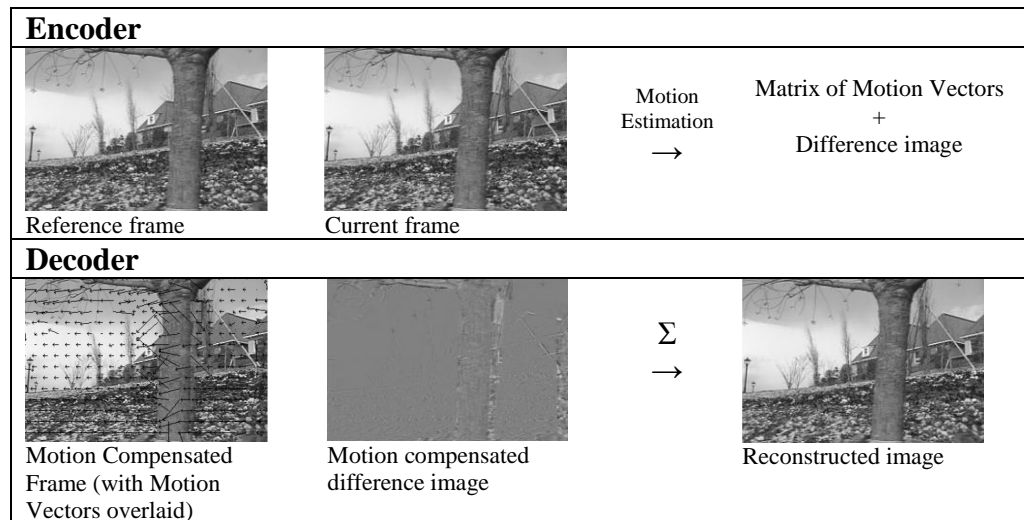 Encoder
Reference frame
Current frame
Motion
Estimation
→
Matrix of Motion Vectors
+
Difference image
Decoder
Motion Compensated
Frame (with Motion
Vectors overlaid)
Motion compensated
difference image
Σ
→
Reconstructed image